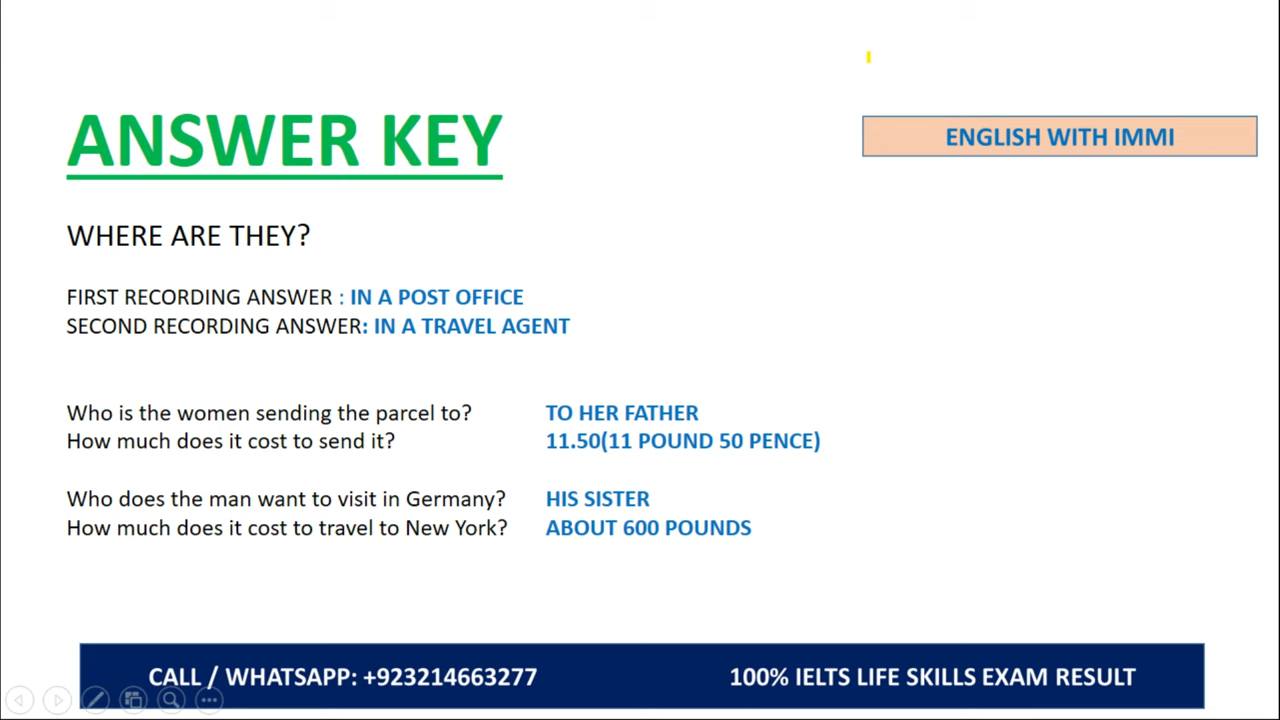 ANSWER KEY
ENGLISH WITH IMMI
WHERE ARE THEY?
FIRST RECORDING ANSWER : IN A POST OFFICE
SECOND RECORDING ANSWER: IN A TRAVEL AGENT
Who is the women sending the parcel to? TO HER FATHER
How much does it cost to send it? 11.50(11 POUND 50 PENCE)
Who does the man want to visit in Germany? HIS SISTER
How much does it cost to travel to New York? ABOUT 600 POUNDS
CALL / WHATSAPP: +923214663277 100% IELTS LIFE SKILLS EXAM RESULT